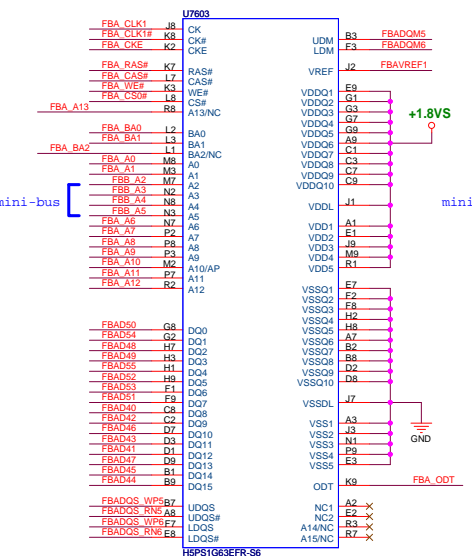 U7603
FBA_CLK1 J8 CK
FBA_CLK1# K8 CK#
FBA_CKE K2 CKE
FBA_RAS# K7 RAS#
FBA_CAS# L7 CAS#
FBA_WE# K3 WE#
FBA_CS0# L8 CS#
FBA_A13 R8 A13/NC
FBA_BA0 L2 BA0
FBA_BA1 L3 BA1
FBA_BA2 L1 BA2/NC
FBA_A0 M8 A0
FBA_A1 M3 A1
FBB_A2 M7 A2
FBB_A3 N2 A3
FBB_A4 N8 A4
FBB_A5 N3 A5
mini-bus
FBA_A6 N7 A6
FBA_A7 P2 A7
FBA_A8 P8 A8
FBA_A9 P3 A9
FBA_A10 M2 A10/AP
FBA_A11 P7 A11
FBA_A12 R2 A12
FBAD50 G8 DQ0
FBAD54 G2 DQ1
FBAD48 H7 DQ2
FBAD49 H3 DQ3
FBAD55 H1 DQ4
FBAD52 H9 DQ5
FBAD53 F1 DQ6
FBAD51 F9 DQ7
FBAD40 C8 DQ8
FBAD42 C2 DQ9
FBAD46 D7 DQ10
FBAD43 D3 DQ11
FBAD41 D1 DQ12
FBAD47 D9 DQ13
FBAD45 B1 DQ14
FBAD44 B9 DQ15
FBADQS_WP5 B7 UDQS
FBADQS_RN5 A8 UDQS#
FBADQS_WP6 F7 LDQS
FBADQS_RN6 E8 LDQS#
UDM B3 FBADQM5
LDM F3 FBADQM6
VREF J2 FBAVREF1
VDDQ1 E9
VDDQ2 G1
VDDQ3 G3
VDDQ4 G7
VDDQ5 G9
VDDQ6 A9
VDDQ7 C1
VDDQ8 C3
VDDQ9 C7
VDDQ10 C9
+1.8VS
VDDL J1
mini
VDD1 A1
VDD2 E1
VDD3 J9
VDD4 M9
VDD5 R1
VSSQ1 E7
VSSQ2 F2
VSSQ3 F8
VSSQ4 H2
VSSQ5 H8
VSSQ6 A7
VSSQ7 B2
VSSQ8 B8
VSSQ9 D2
VSSQ10 D8
VSSDL J7
GND
VSS1 A3
VSS2 J3
VSS3 N1
VSS4 P9
VSS5 E3
ODT K9 FBA_ODT
NC1 A2
NC2 E2
A14/NC R3
A15/NC R7
H5PS1G63EFR-S6